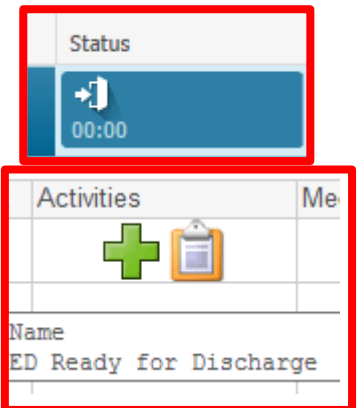 Status
00:00
Activities Me
Name
ED Ready for Discharge